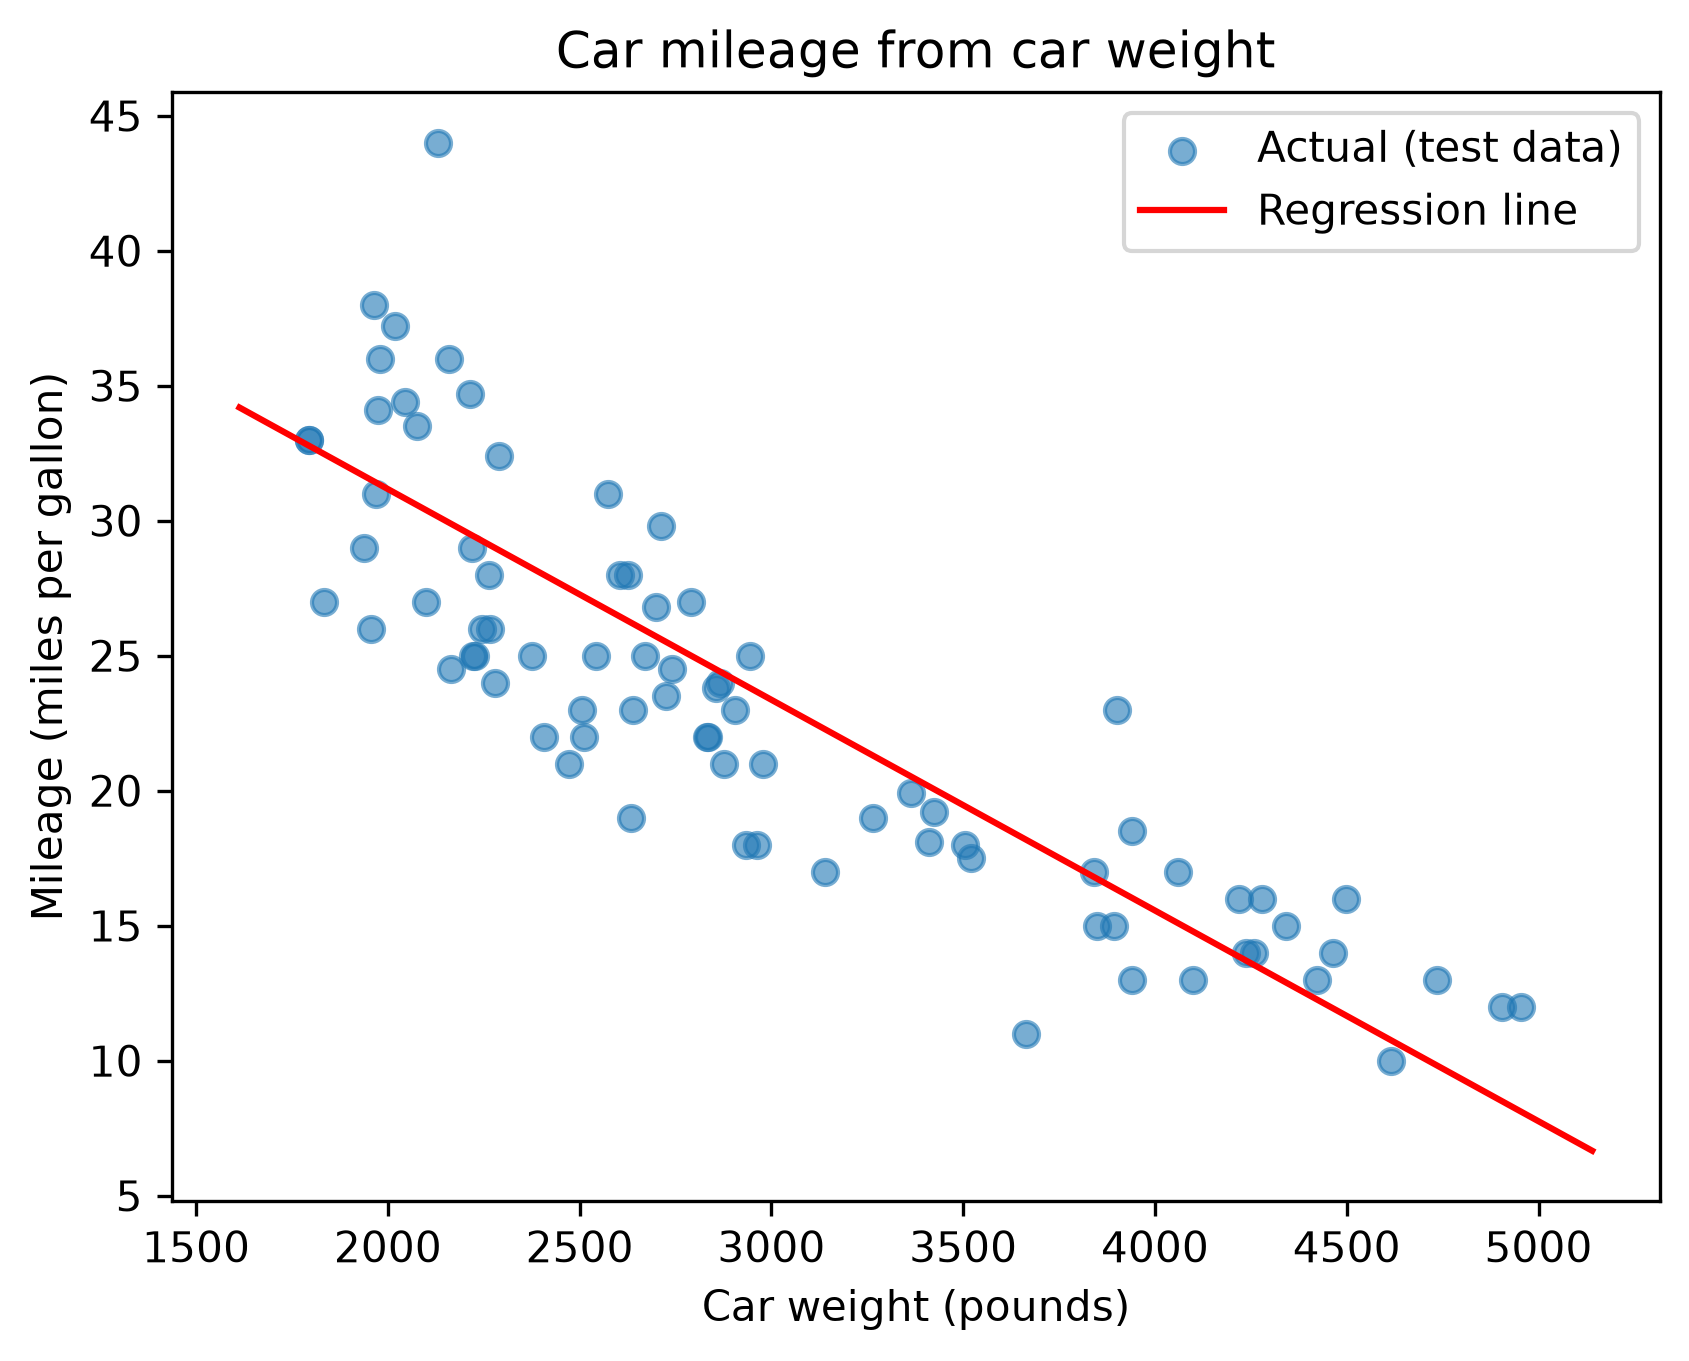 Car mileage from car weight
Actual (test data)
Regression line
Mileage (miles per gallon)
45
40
35
30
25
20
15
10
5
1500 2000 2500 3000 3500 4000 4500 5000
Car weight (pounds)